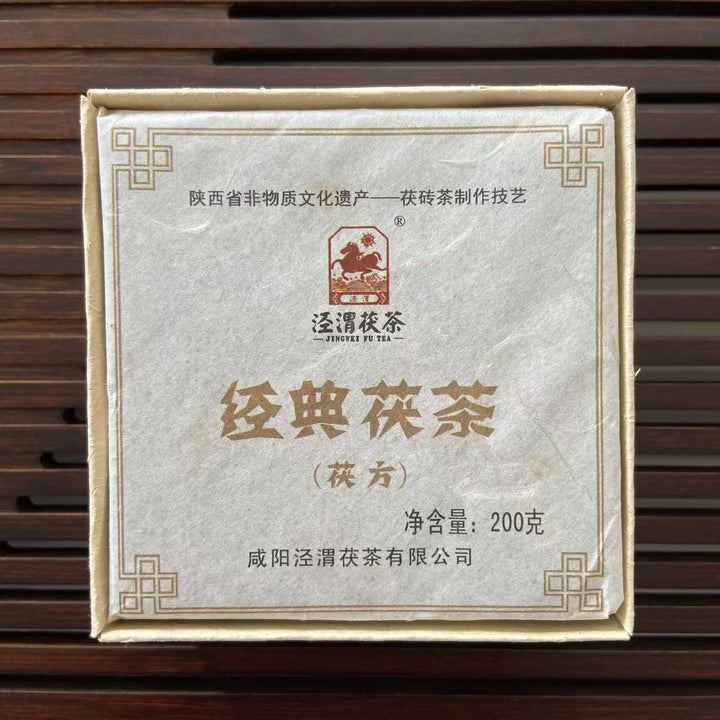 陕西省非物质文化遗产——茯砖茶制作技艺
®
泾渭
泾渭茯茶
—JINGWEI FU TEA—
经典茯茶
(茯方)
净含量：200克
咸阳泾渭茯茶有限公司